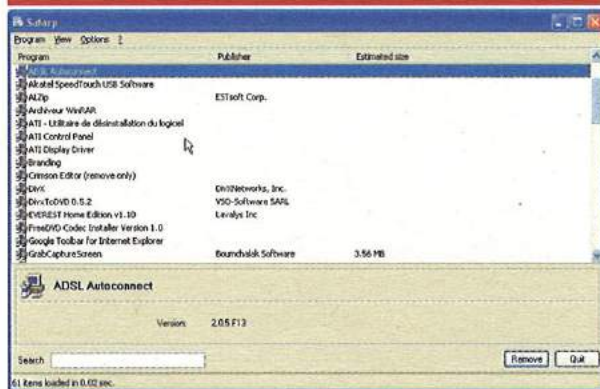 Safarp
Program View Options ?
Program Publisher Estimated size
ADSL Autoconnect
Alcatel SpeedTouch USB Software
ALZip ESTsoft Corp.
Archiveur WinRAR
ATI - Utilitaire de désinstallation du logiciel
ATI Control Panel
ATI Display Driver
Branding
Crimson Editor (remove only)
DivX DivXNetworks, Inc.
DivxToDVD 0.5.2 VSO-Software SARL
EVEREST Home Edition v1.10 Lavalys Inc
FreeDVD Codec Installer Version 1.0
Google Toolbar for Internet Explorer
GrabCaptureScreen Boumchalak Software 3.56 MB
ADSL Autoconnect
Version: 2.0.5 F13
Search Remove Quit
61 items loaded in 0.02 sec.